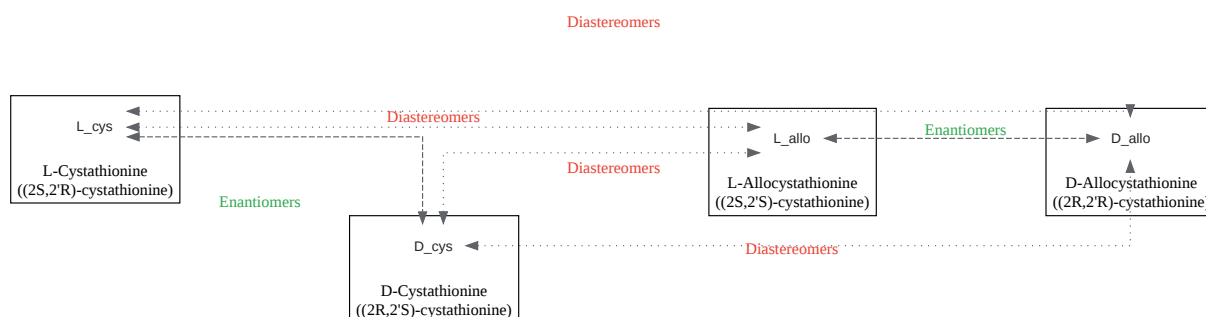 Diastereomers
L_cys
Diastereomers
L_allo
Enantiomers
D_allo
L-Cystathionine
((2S,2'R)-cystathionine)
Diastereomers
L-Allocystathionine
((2S,2'S)-cystathionine)
D-Allocystathionine
((2R,2'R)-cystathionine)
Enantiomers
D_cys
Diastereomers
D-Cystathionine
((2R,2'S)-cystathionine)